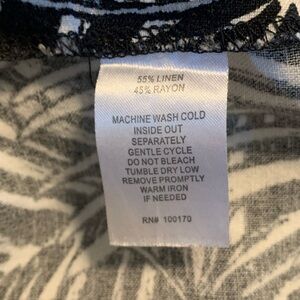 55% LINEN
45% RAYON
MACHINE WASH COLD
INSIDE OUT
SEPARATELY
GENTLE CYCLE
DO NOT BLEACH
TUMBLE DRY LOW
REMOVE PROMPTLY
WARM IRON
IF NEEDED
RN# 100170